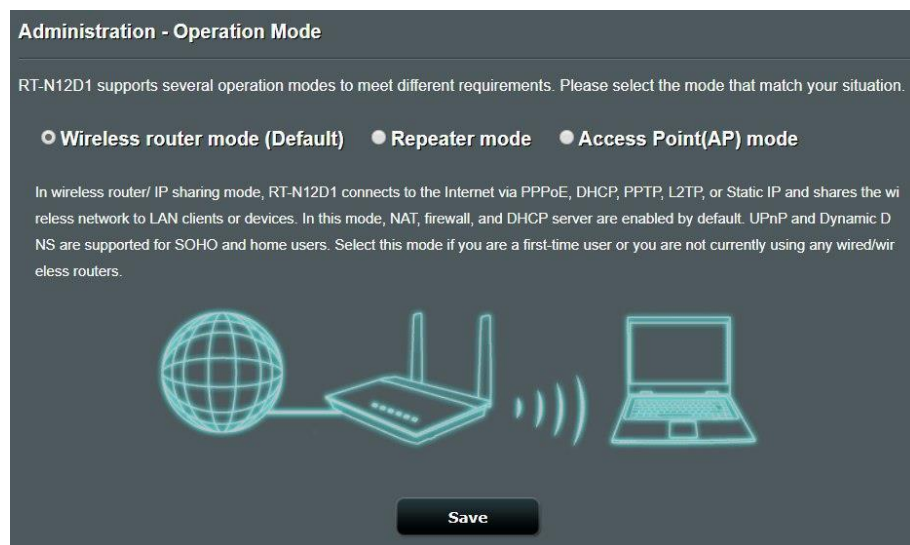 Administration - Operation Mode
RT-N12D1 supports several operation modes to meet different requirements. Please select the mode that match your situation.
Wireless router mode (Default) Repeater mode Access Point(AP) mode
In wireless router/ IP sharing mode, RT-N12D1 connects to the Internet via PPPoE, DHCP, PPTP, L2TP, or Static IP and shares the wi
reless network to LAN clients or devices. In this mode, NAT, firewall, and DHCP server are enabled by default. UPnP and Dynamic D
NS are supported for SOHO and home users. Select this mode if you are a first-time user or you are not currently using any wired/wir
eless routers.
Save